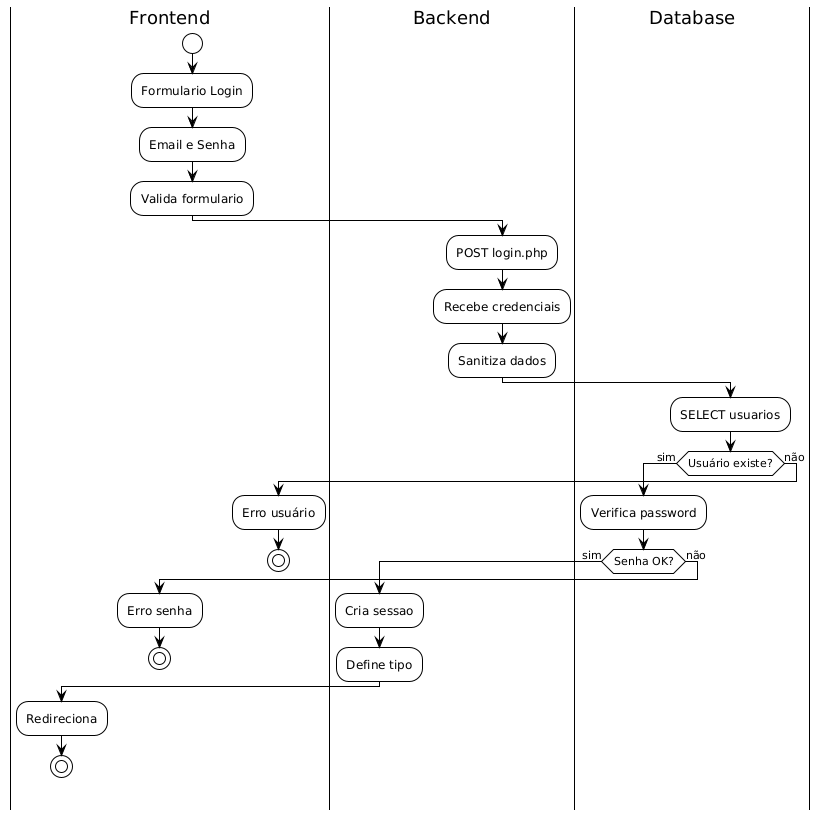 Frontend
Backend
Database
Formulario Login
Email e Senha
Valida formulario
POST login.php
Recebe credenciais
Sanitiza dados
SELECT usuarios
sim
Usuário existe?
não
Erro usuário
Verifica password
sim
Senha OK?
não
Erro senha
Cria sessao
Define tipo
Redireciona